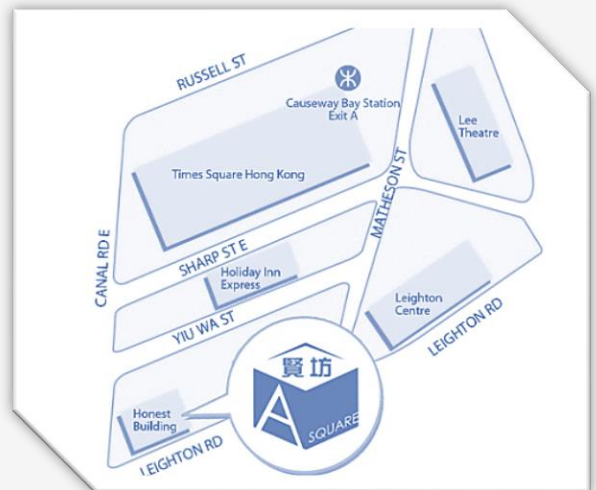 RUSSELL ST
Causeway Bay Station
Exit A
Lee
Theatre
Times Square Hong Kong
MATHESON ST
CANAL RD E
SHARP ST E
Holiday Inn
Express
YIU WA ST
Leighton
Centre
LEIGHTON RD
賢坊
A
SQUARE
Honest
Building
LEIGHTON RD